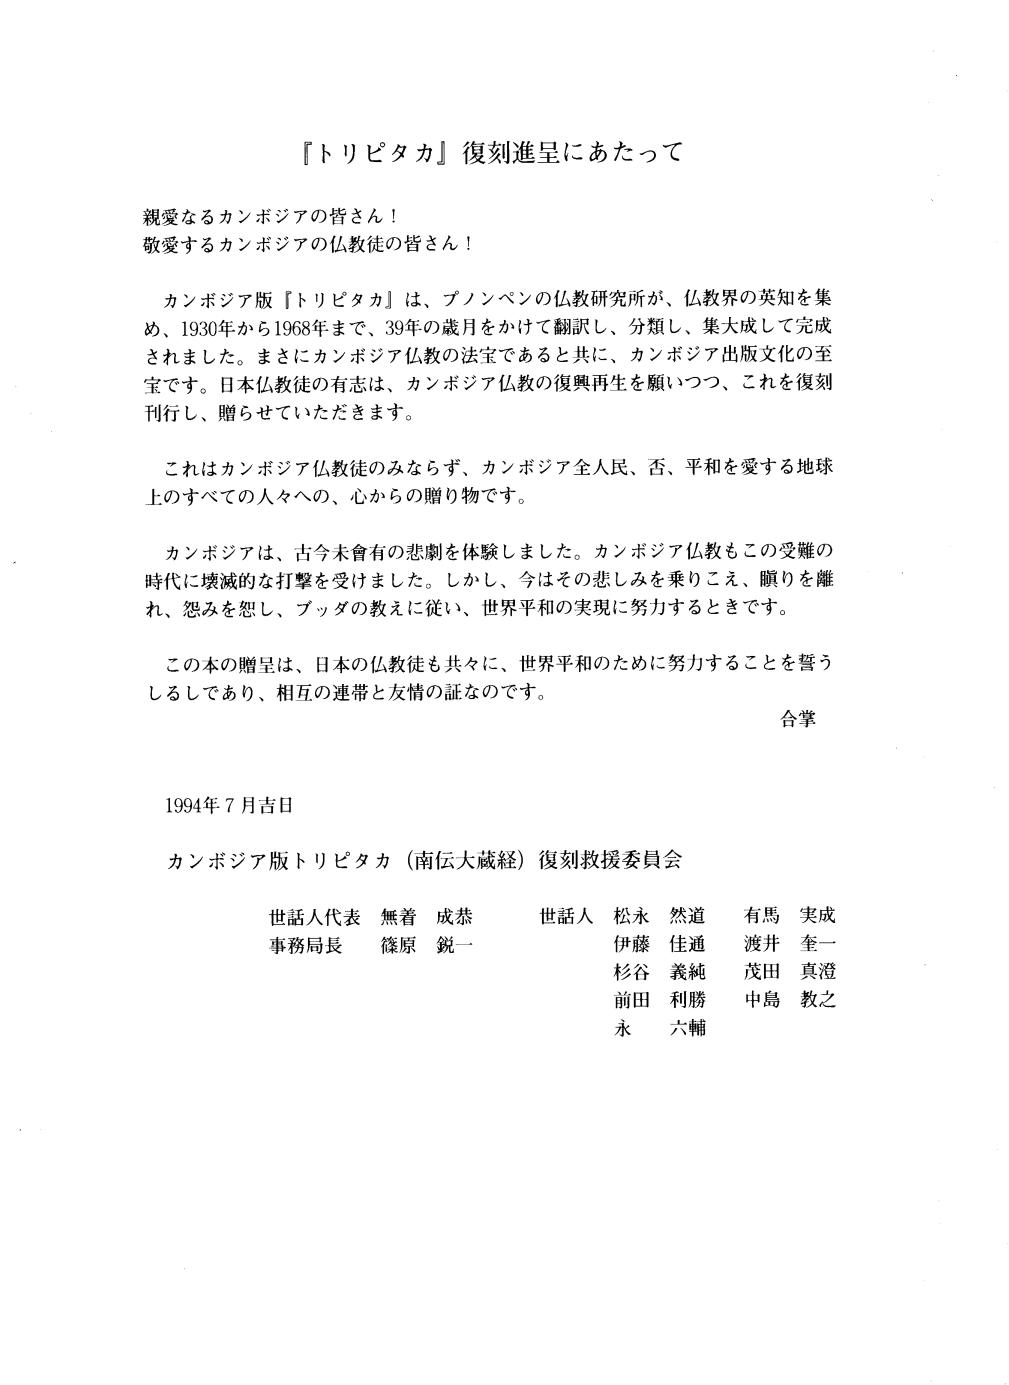 『トリピタカ』復刻進呈にあたって
親愛なるカンボジアの皆さん！
敬愛するカンボジアの仏教徒の皆さん！
カンボジア版『トリピタカ』は、プノンペンの仏教研究所が、仏教界の英知を集
め、1930年から1968年まで、39年の歳月をかけて翻訳し、分類し、集大成して完成
されました。まさにカンボジア仏教の法宝であると共に、カンボジア出版文化の至
宝です。日本仏教徒の有志は、カンボジア仏教の復興再生を願いつつ、これを復刻
刊行し、贈らせていただきます。
これはカンボジア仏教徒のみならず、カンボジア全人民、否、平和を愛する地球
上のすべての人々への、心からの贈り物です。
カンボジアは、古今未會有の悲劇を体験しました。カンボジア仏教もこの受難の
時代に壊滅的な打撃を受けました。しかし、今はその悲しみを乗りこえ、瞋りを離
れ、怨みを恕し、ブッダの教えに従い、世界平和の実現に努力するときです。
この本の贈呈は、日本の仏教徒も共々に、世界平和のために努力することを誓う
しるしであり、相互の連帯と友情の証なのです。
合掌
1994年７月吉日
カンボジア版トリピタカ（南伝大蔵経）復刻救援委員会
世話人代表　無着　成恭　世話人　松永　然道　有馬　実成
事務局長　篠原　鋭一　伊藤　佳通　渡井　奎一
杉谷　義純　茂田　真澄
前田　利勝　中島　教之
永　六輔